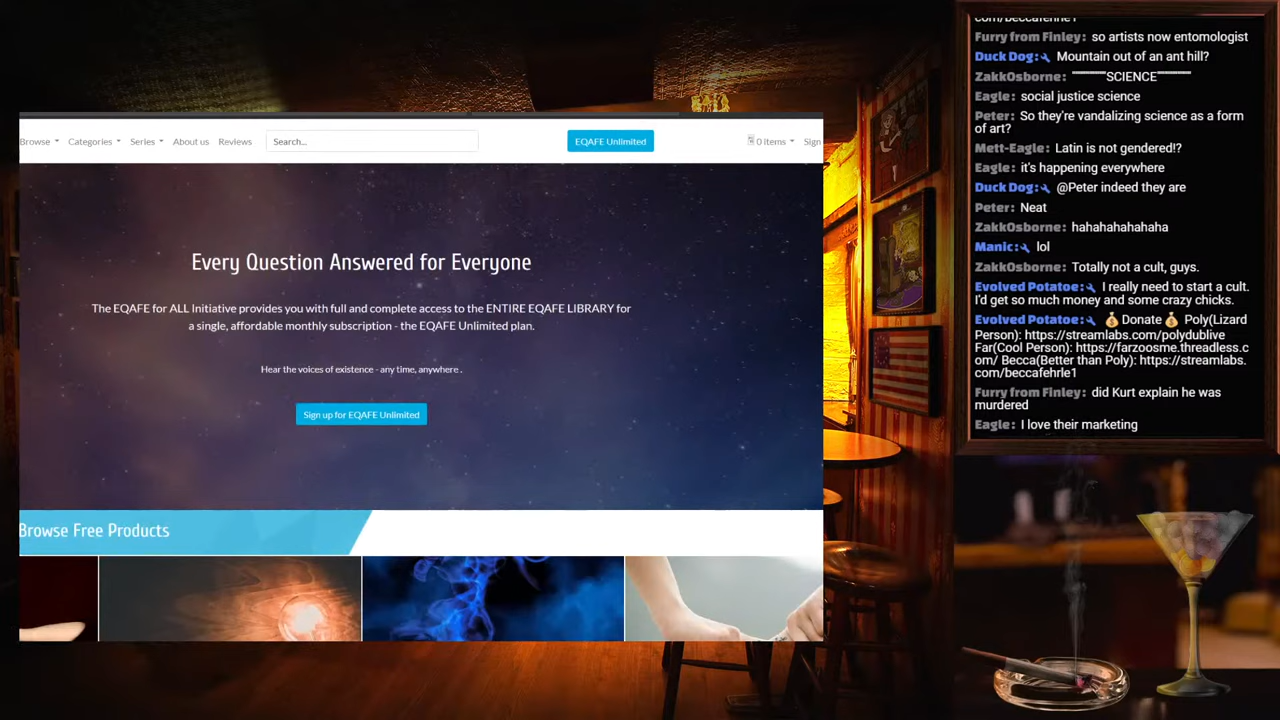 Browse
Categories
Series
About us
Reviews
Search...
EQAFE Unlimited
0 items
Sign
Every Question Answered for Everyone
The EQAFE for ALL Initiative provides you with full and complete access to the ENTIRE EQAFE LIBRARY for
a single, affordable monthly subscription - the EQAFE Unlimited plan.
Hear the voices of existence - any time, anywhere .
Sign up for EQAFE Unlimited
Browse Free Products
com/beccafehrle1
Furry from Finley: so artists now entomologist
Duck Dog: Mountain out of an ant hill?
ZakkOsborne: """""""""SCIENCE"""""""""
Eagle: social justice science
Peter: So they're vandalizing science as a form
of art?
Mett-Eagle: Latin is not gendered!?
Eagle: it's happening everywhere
Duck Dog: @Peter indeed they are
Peter: Neat
ZakkOsborne: hahahahahahaha
Manic: lol
ZakkOsborne: Totally not a cult, guys.
Evolved Potatoe: I really need to start a cult.
I'd get so much money and some crazy chicks.
Evolved Potatoe: 💰Donate💰 Poly(Lizard
Person): https://streamlabs.com/polydublive
Far(Cool Person): https://farzoosme.threadless.c
om/ Becca(Better than Poly): https://streamlabs.
com/beccafehrle1
Furry from Finley: did Kurt explain he was
murdered
Eagle: I love their marketing